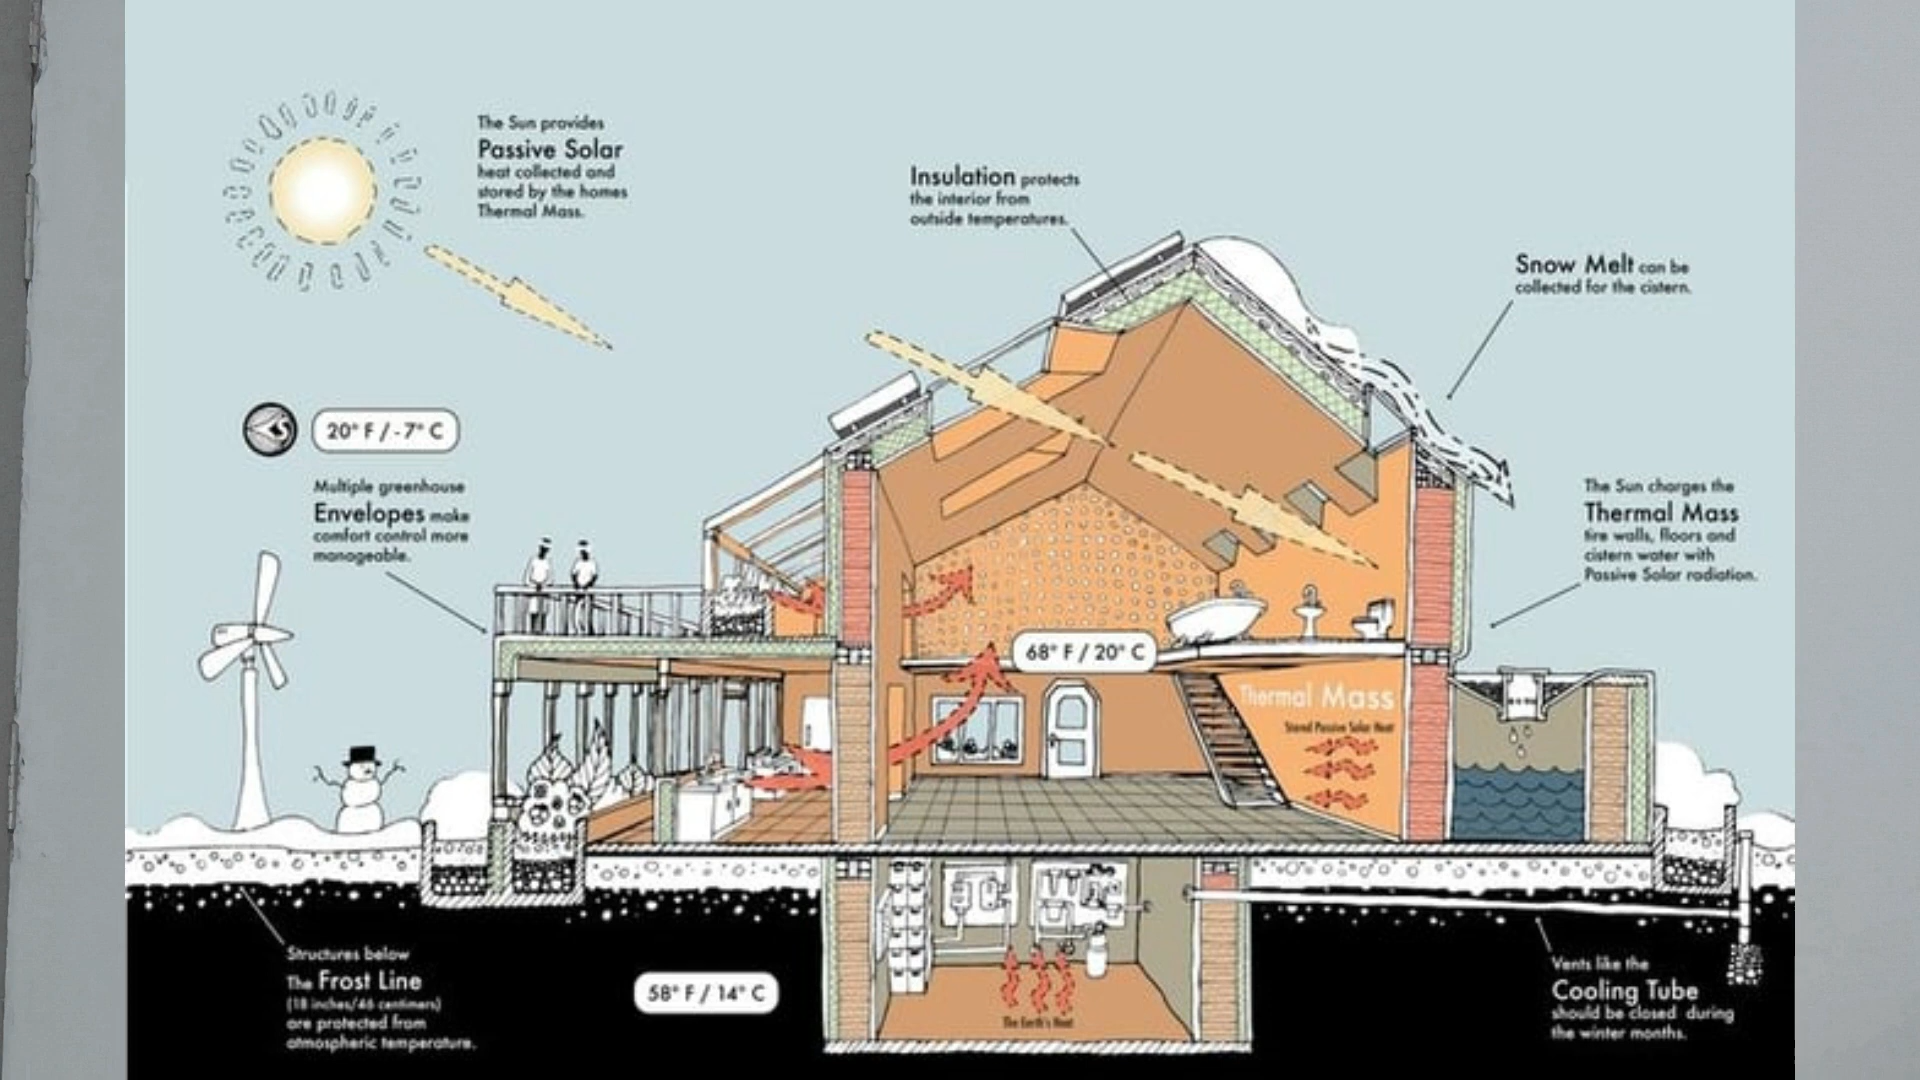 The Sun provides
Passive Solar
heat collected and
stored by the homes
Thermal Mass.
Insulation protects
the interior from
outside temperatures.
Snow Melt can be
collected for the cistern.
20° F / -7° C
Multiple greenhouse
Envelopes make
comfort control more
manageable.
The Sun charges the
Thermal Mass
tire walls, floors and
cistern water with
Passive Solar radiation.
68° F / 20° C
Thermal Mass
Stored Passive Solar Heat
Structures below
The Frost Line
(18 inches/46 centimers)
are protected from
atmospheric temperature.
58° F / 14° C
The Earth's Heat
Vents like the
Cooling Tube
should be closed during
the winter months.